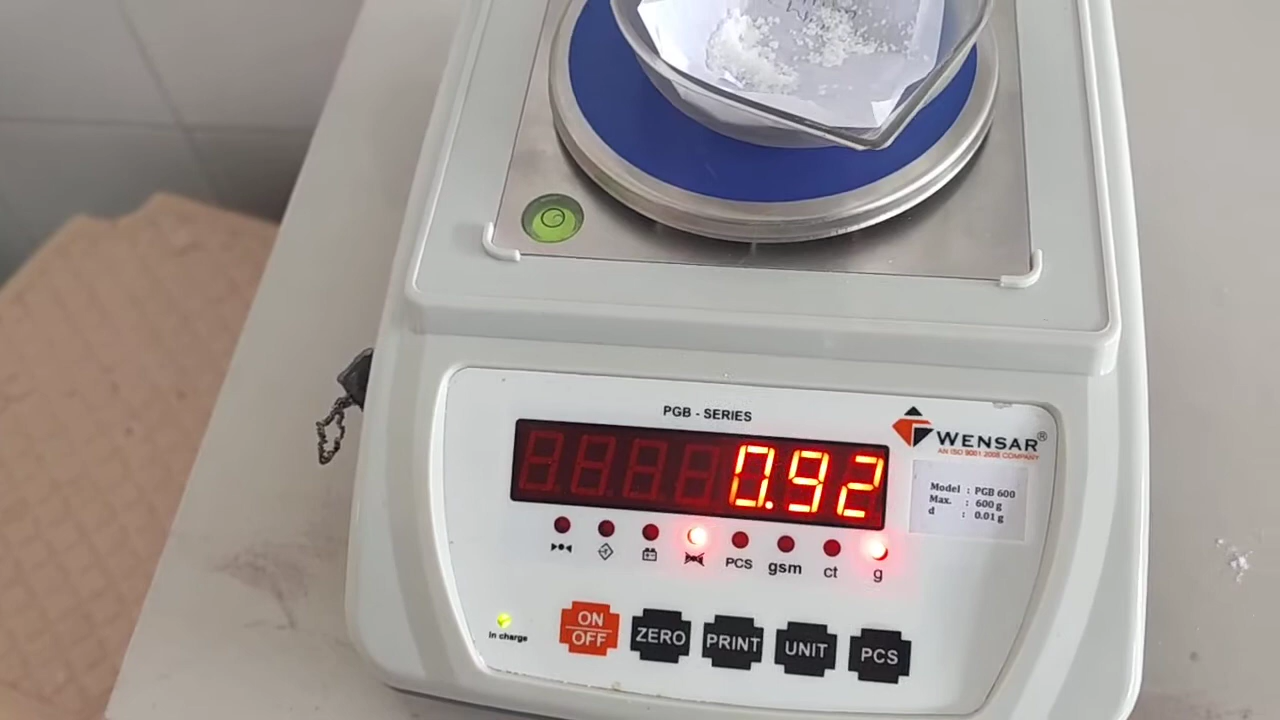 PGB - SERIES
WENSAR®
AN ISO 9001 2008 COMPANY
0.92
Model : PGB 600
Max. : 600 g
d : 0.01 g
PCS
gsm
ct
g
In charge
ON
OFF
ZERO
PRINT
UNIT
PCS